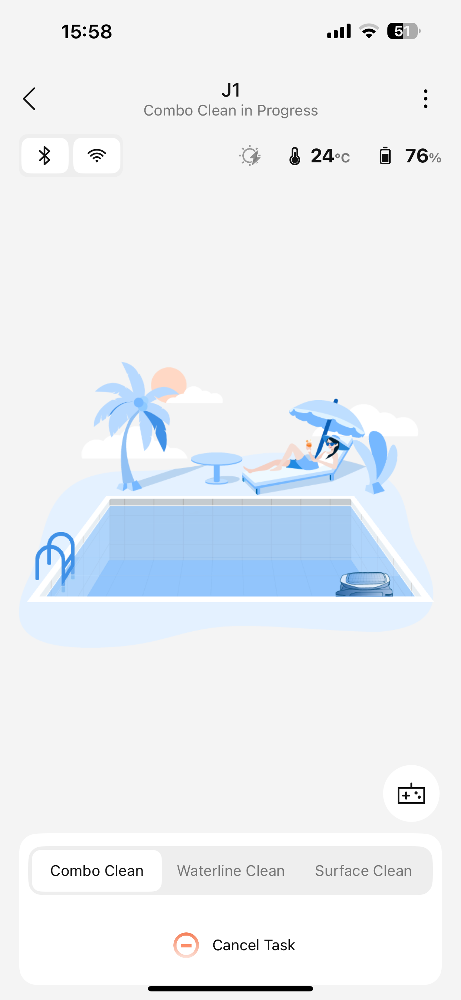 15:58
51
J1
Combo Clean in Progress
24°C
76%
Combo Clean
Waterline Clean
Surface Clean
Cancel Task